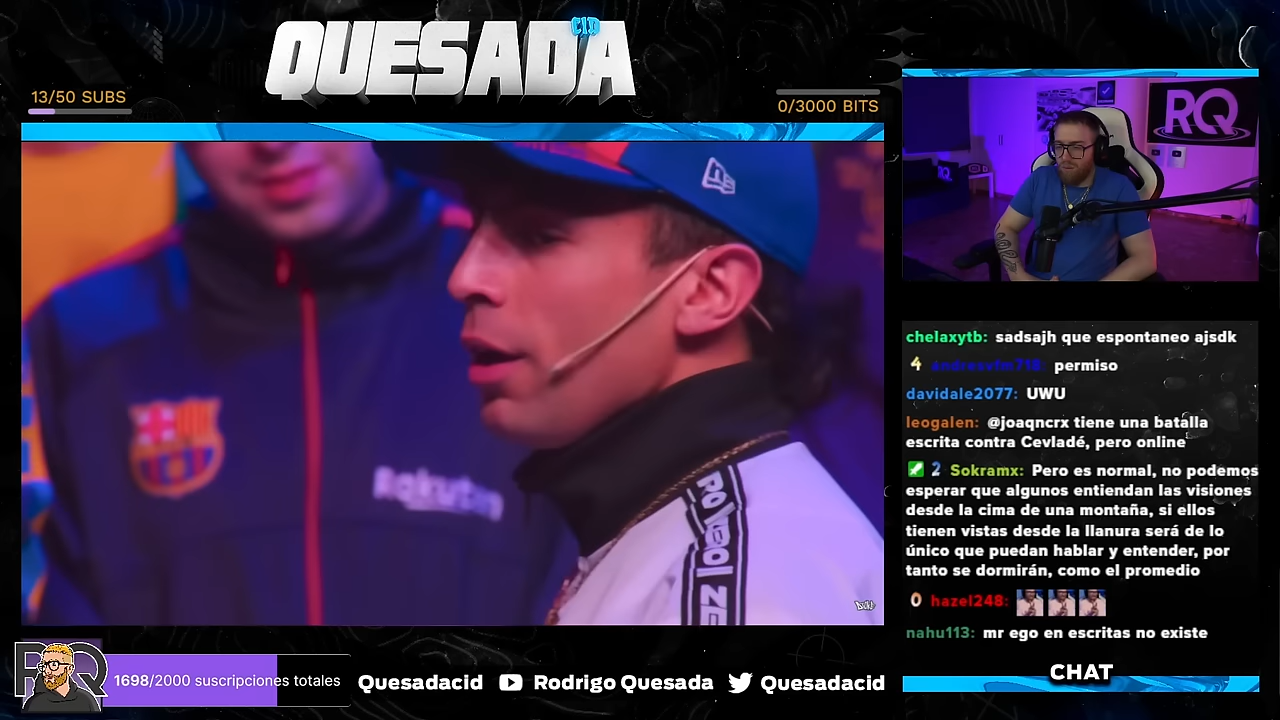 QUESADA
CID
13/50 SUBS
0/3000 BITS
RQ
RQ
Rakuten
chelaxytb: sadsajh que espontaneo ajsdk
4 permiso
davidale2077: UWU
leogalen: @joaqncrx tiene una batalla
escrita contra Cevladé, pero online
2 Sokramx: Pero es normal, no podemos
esperar que algunos entiendan las visiones
desde la cima de una montaña, si ellos
tienen vistas desde la llanura será de lo
único que puedan hablar y entender, por
tanto se dormirán, como el promedio
0 hazel248:
nahu113: mr ego en escritas no existe
CHAT
RQ
1698/2000 suscripciones totales
Quesadacid
Rodrigo Quesada
Quesadacid